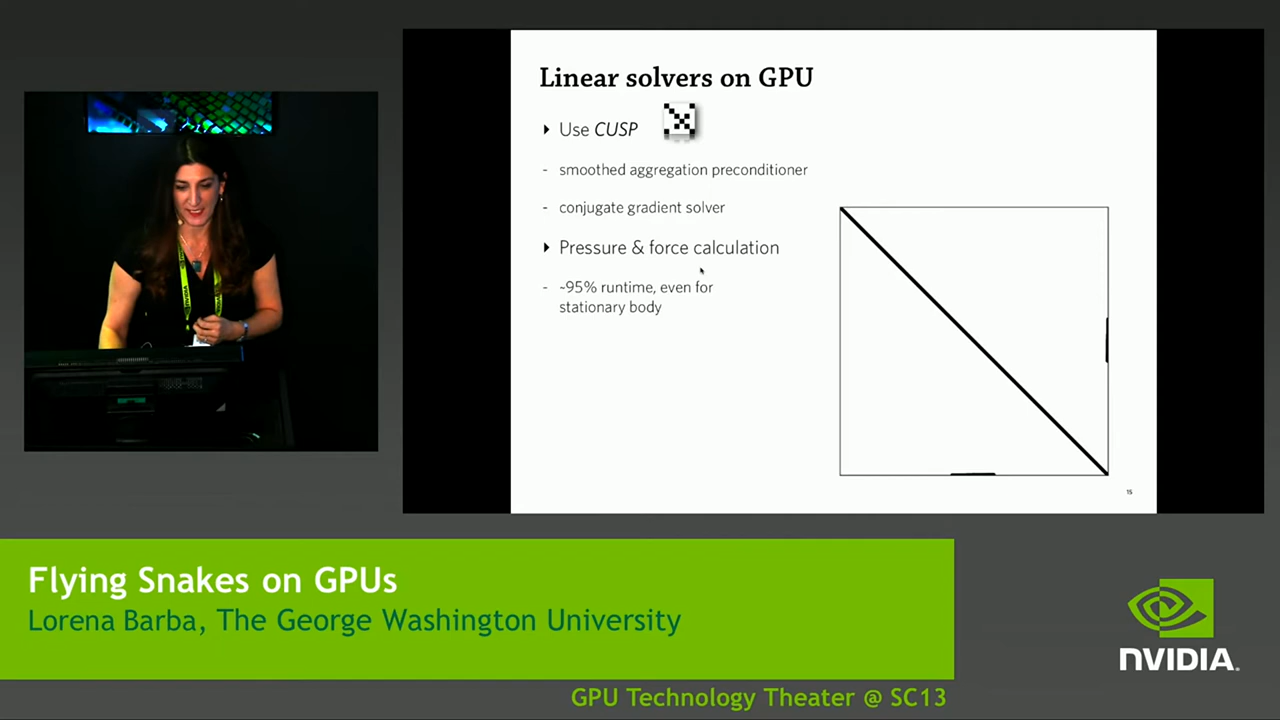 Linear solvers on GPU
Use CUSP
- smoothed aggregation preconditioner
- conjugate gradient solver
Pressure & force calculation
- ~95% runtime, even for
stationary body
15
Flying Snakes on GPUs
Lorena Barba, The George Washington University
NVIDIA.
GPU Technology Theater @ SC13